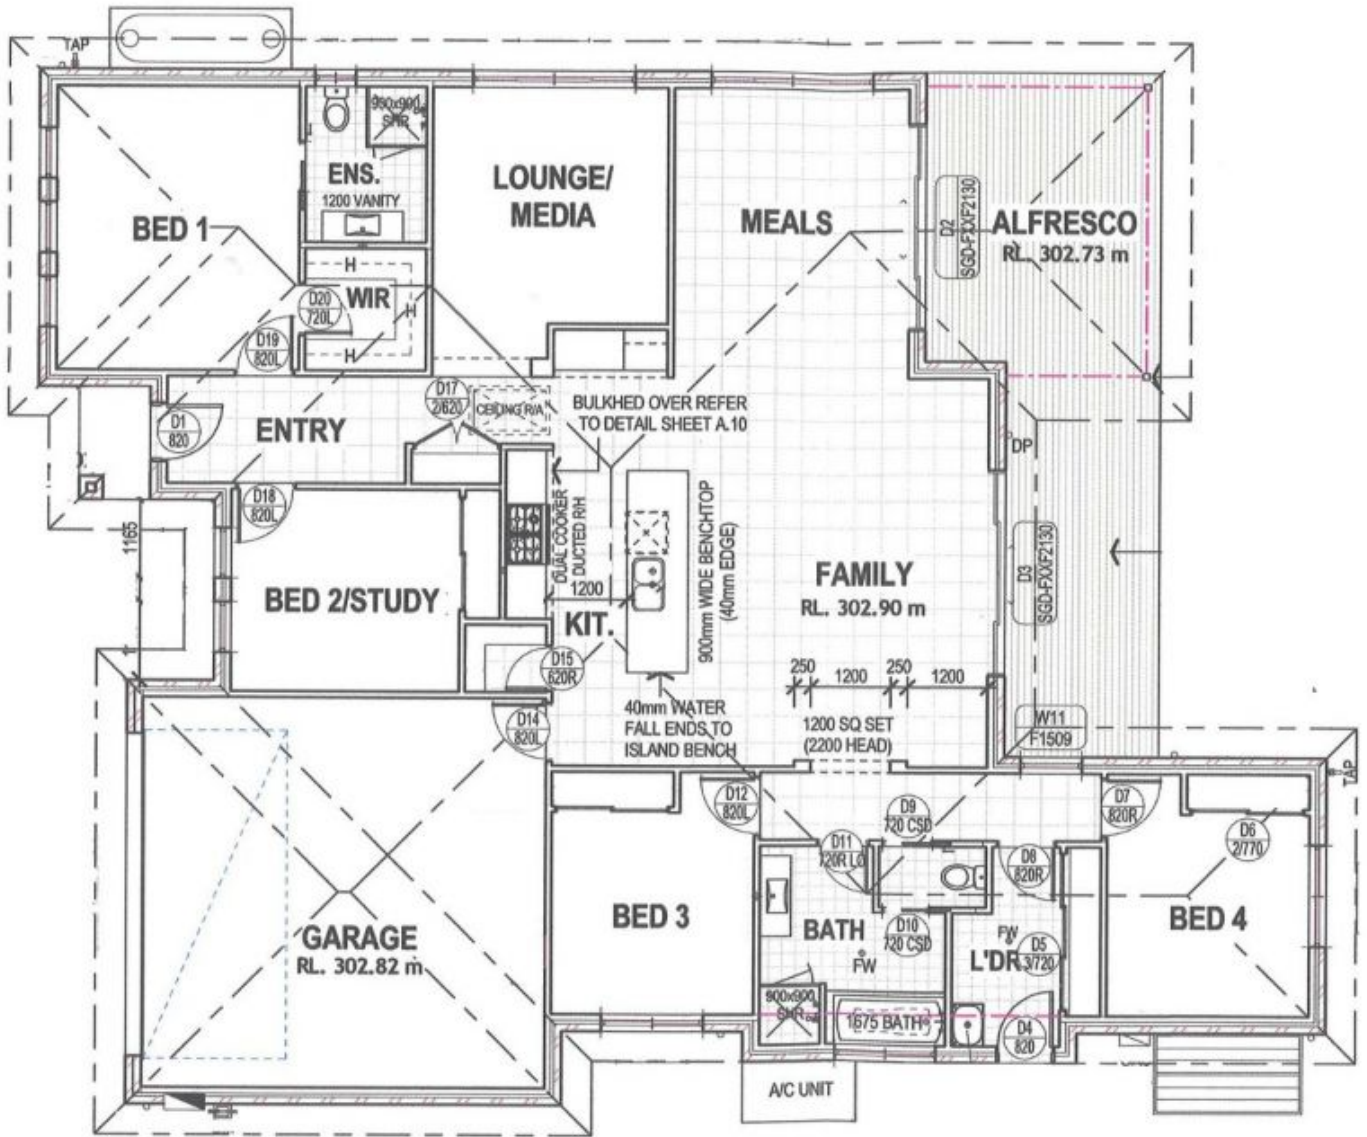 TAP
900x900
SHR
ENS.
1200 VANITY
LOUNGE/
MEDIA
BED 1
MEALS
D2
SGD-FXXF2130
ALFRESCO
RL. 302.73 m
H
WIR
H
H
D20
720L
D19
820L
D17
2/620
CEILING R/A
BULKHED OVER REFER
TO DETAIL SHEET A.10
D1
820
ENTRY
DP
D18
820L
1165
DUAL COOKER
DUCTED R/H
900mm WIDE BENCHTOP
(40mm EDGE)
D3
SGD-FXXF2130
BED 2/STUDY
1200
FAMILY
RL. 302.90 m
KIT.
D15
620R
250
1200
250
1200
D14
820L
40mm WATER
FALL ENDS TO
ISLAND BENCH
1200 SQ SET
(2200 HEAD)
W11
F1509
TAP
D12
820L
D9
720 CSD
D7
820R
D6
2/770
D11
720R LO
D8
820R
BED 3
BATH
D10
720 CSD
FW
FW
L'DR.
D5
3/720
BED 4
GARAGE
RL. 302.82 m
900x900
SHR
1675 BATH
D4
820
A/C UNIT